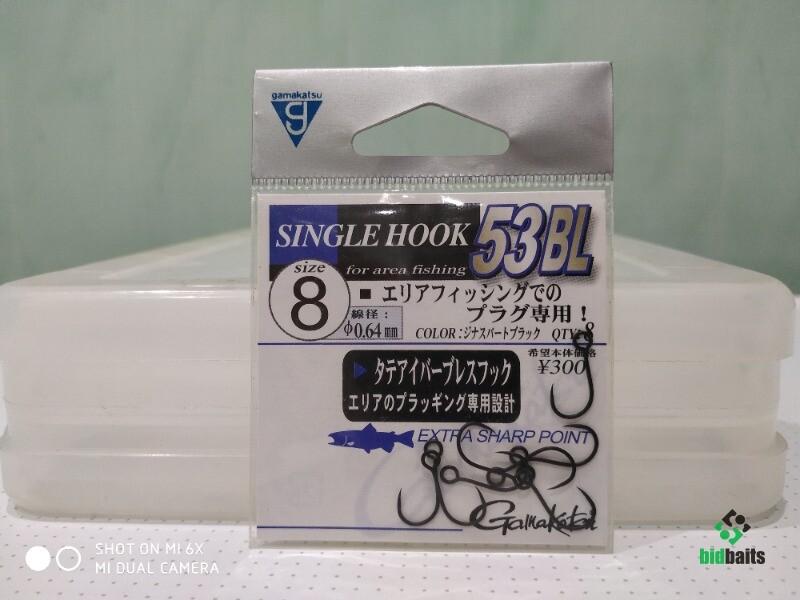 gamakatsu
SINGLE HOOK 53BL
for area fishing
size
8
■ エリアフィッシングでの
プラグ専用！
線径：
φ0.64mm
COLOR：ジナスパートブラック QTY：8
希望本体価格
¥300
タテアイバーブレスフック
エリアのプラッギング専用設計
EXTRA SHARP POINT
Gamakatsu
SHOT ON MI 6X
MI DUAL CAMERA
bidbaits